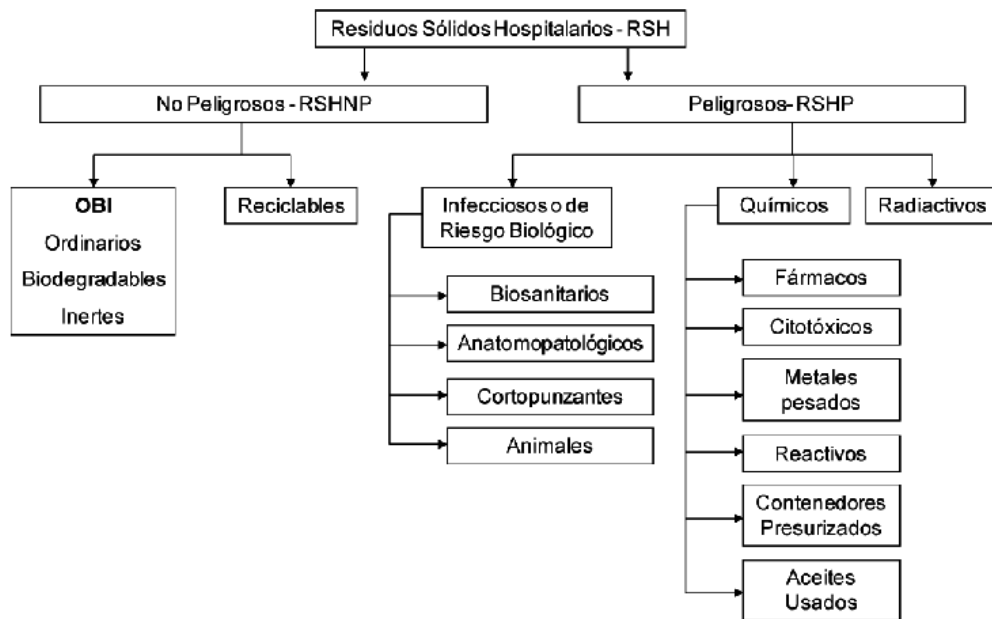 Residuos Sólidos Hospitalarios - RSH
No Peligrosos - RSHNP
Peligrosos- RSHP
OBI
Ordinarios
Biodegradables
Inertes
Reciclables
Infecciosos o de
Riesgo Biológico
Biosanitarios
Anatomopatológicos
Cortopunzantes
Animales
Químicos
Fármacos
Citotóxicos
Metales
pesados
Reactivos
Contenedores
Presurizados
Aceites
Usados
Radiactivos